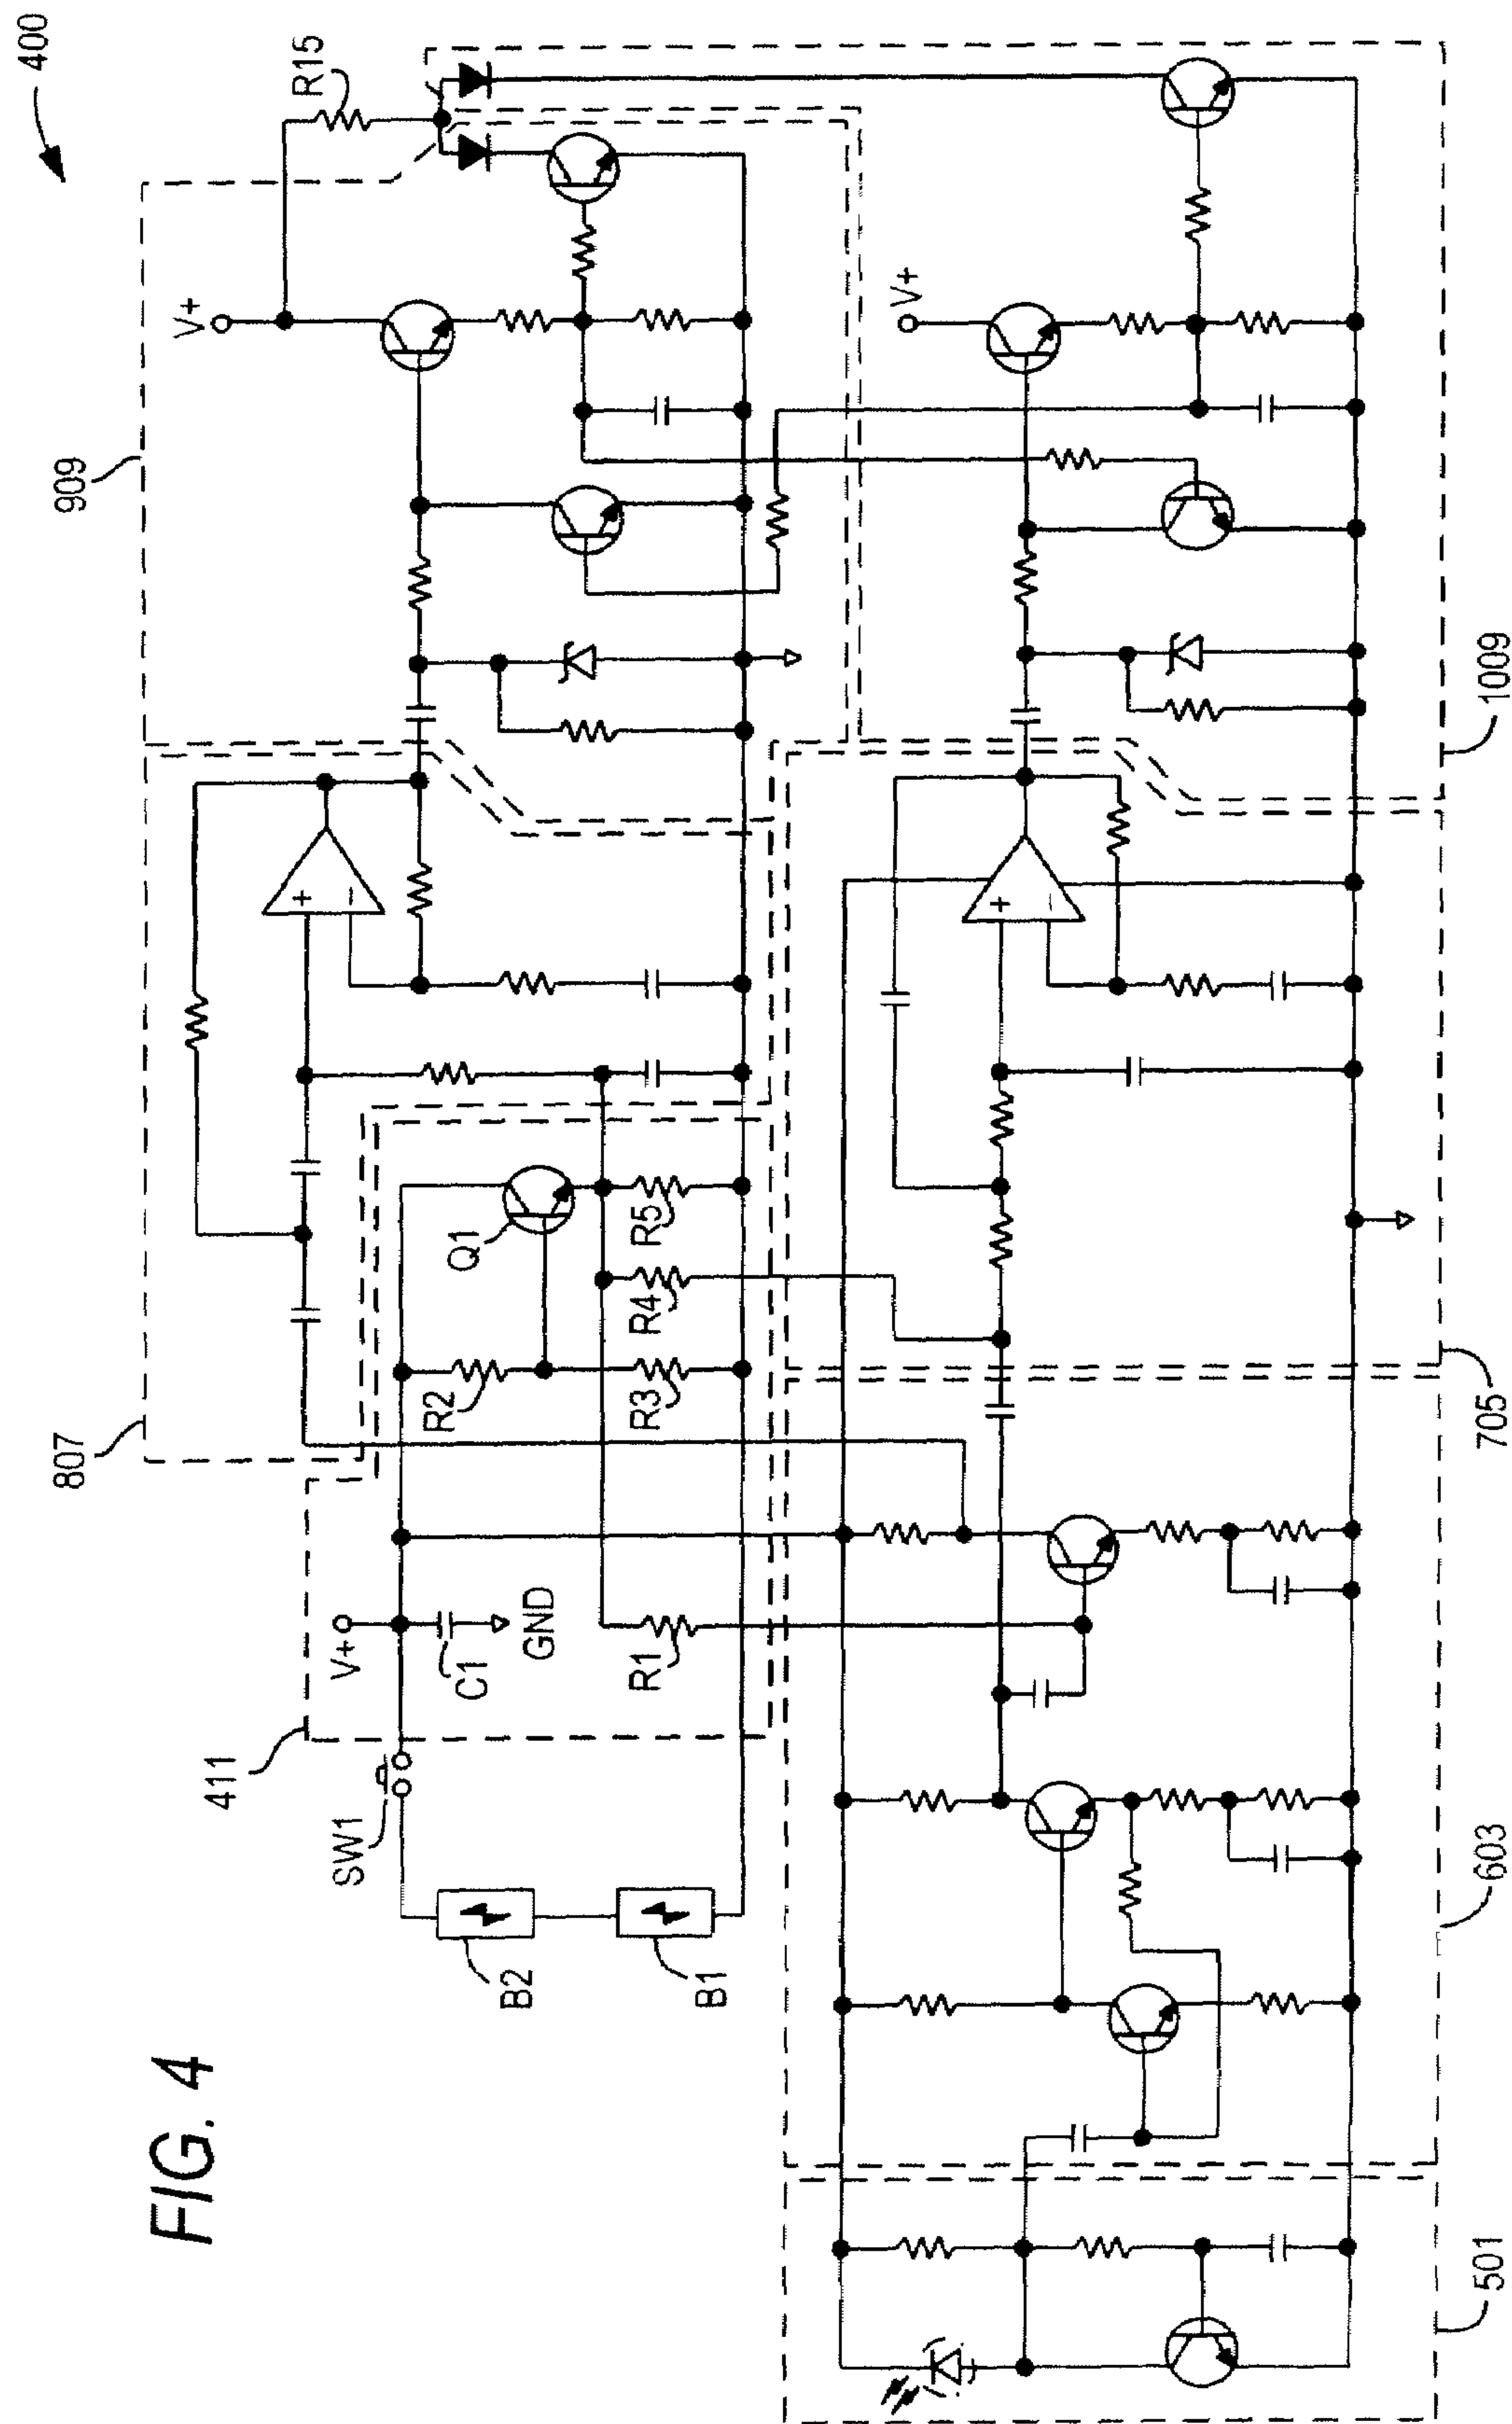 FIG. 4
400
R15
V+
909
V+
1009
+
−
+
−
807
Q1
R5
R4
R2
R3
705
V+
C1
GND
R1
411
SW1
B2
B1
603
501